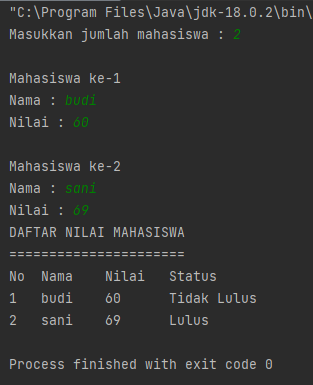 "C:\Program Files\Java\jdk-18.0.2\bin\
Masukkan jumlah mahasiswa : 2
Mahasiswa ke-1
Nama : budi
Nilai : 60
Mahasiswa ke-2
Nama : sani
Nilai : 69
DAFTAR NILAI MAHASISWA
======================
No  Nama    Nilai   Status
1   budi    60      Tidak Lulus
2   sani    69      Lulus
Process finished with exit code 0